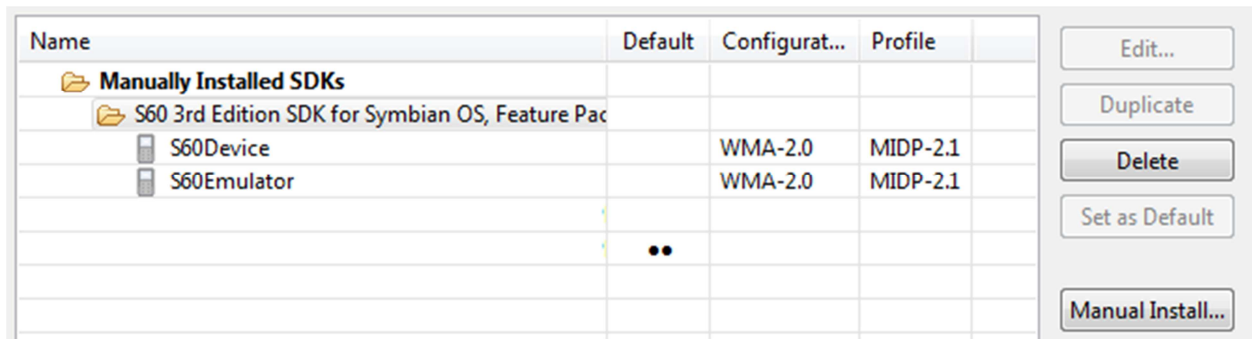 Name Default Configurat... Profile
Edit...
Manually Installed SDKs
Duplicate
S60 3rd Edition SDK for Symbian OS, Feature Pac
S60Device WMA-2.0 MIDP-2.1
Delete
S60Emulator WMA-2.0 MIDP-2.1
Set as Default
••
Manual Install...